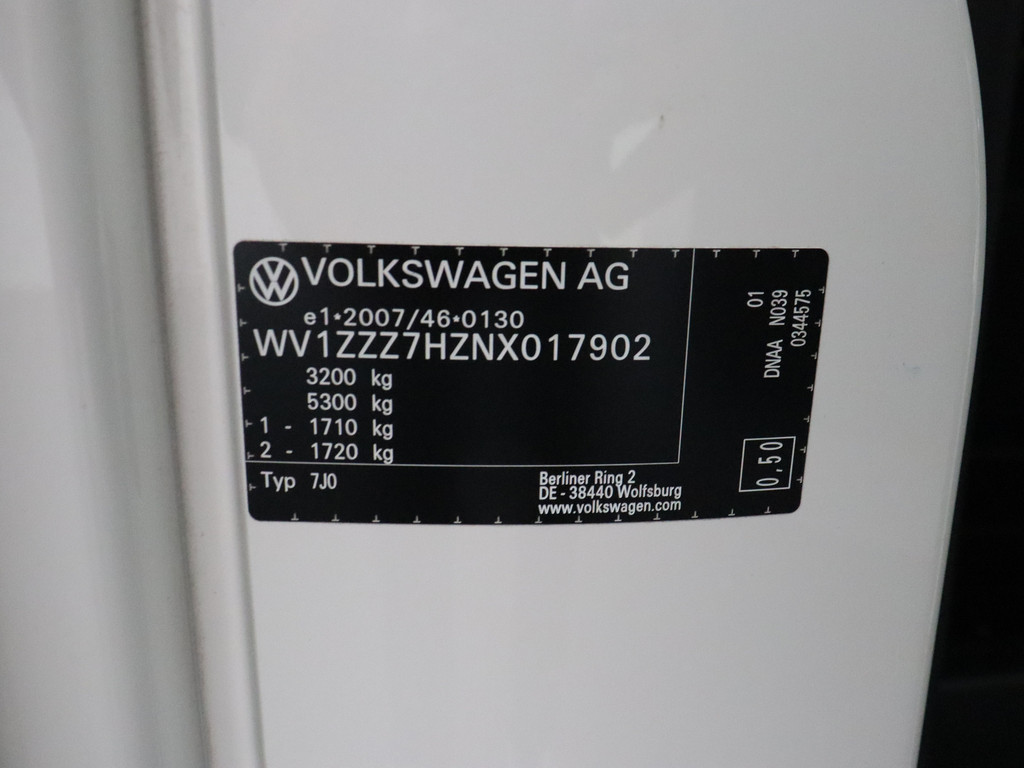 VOLKSWAGEN AG
e1*2007/46*0130
WV1ZZZ7HZNX017902
3200 kg
5300 kg
1 - 1710 kg
2 - 1720 kg
Typ 7J0
Berliner Ring 2
DE - 38440 Wolfsburg
www.volkswagen.com
01
DNAA N039
0344575
0,50